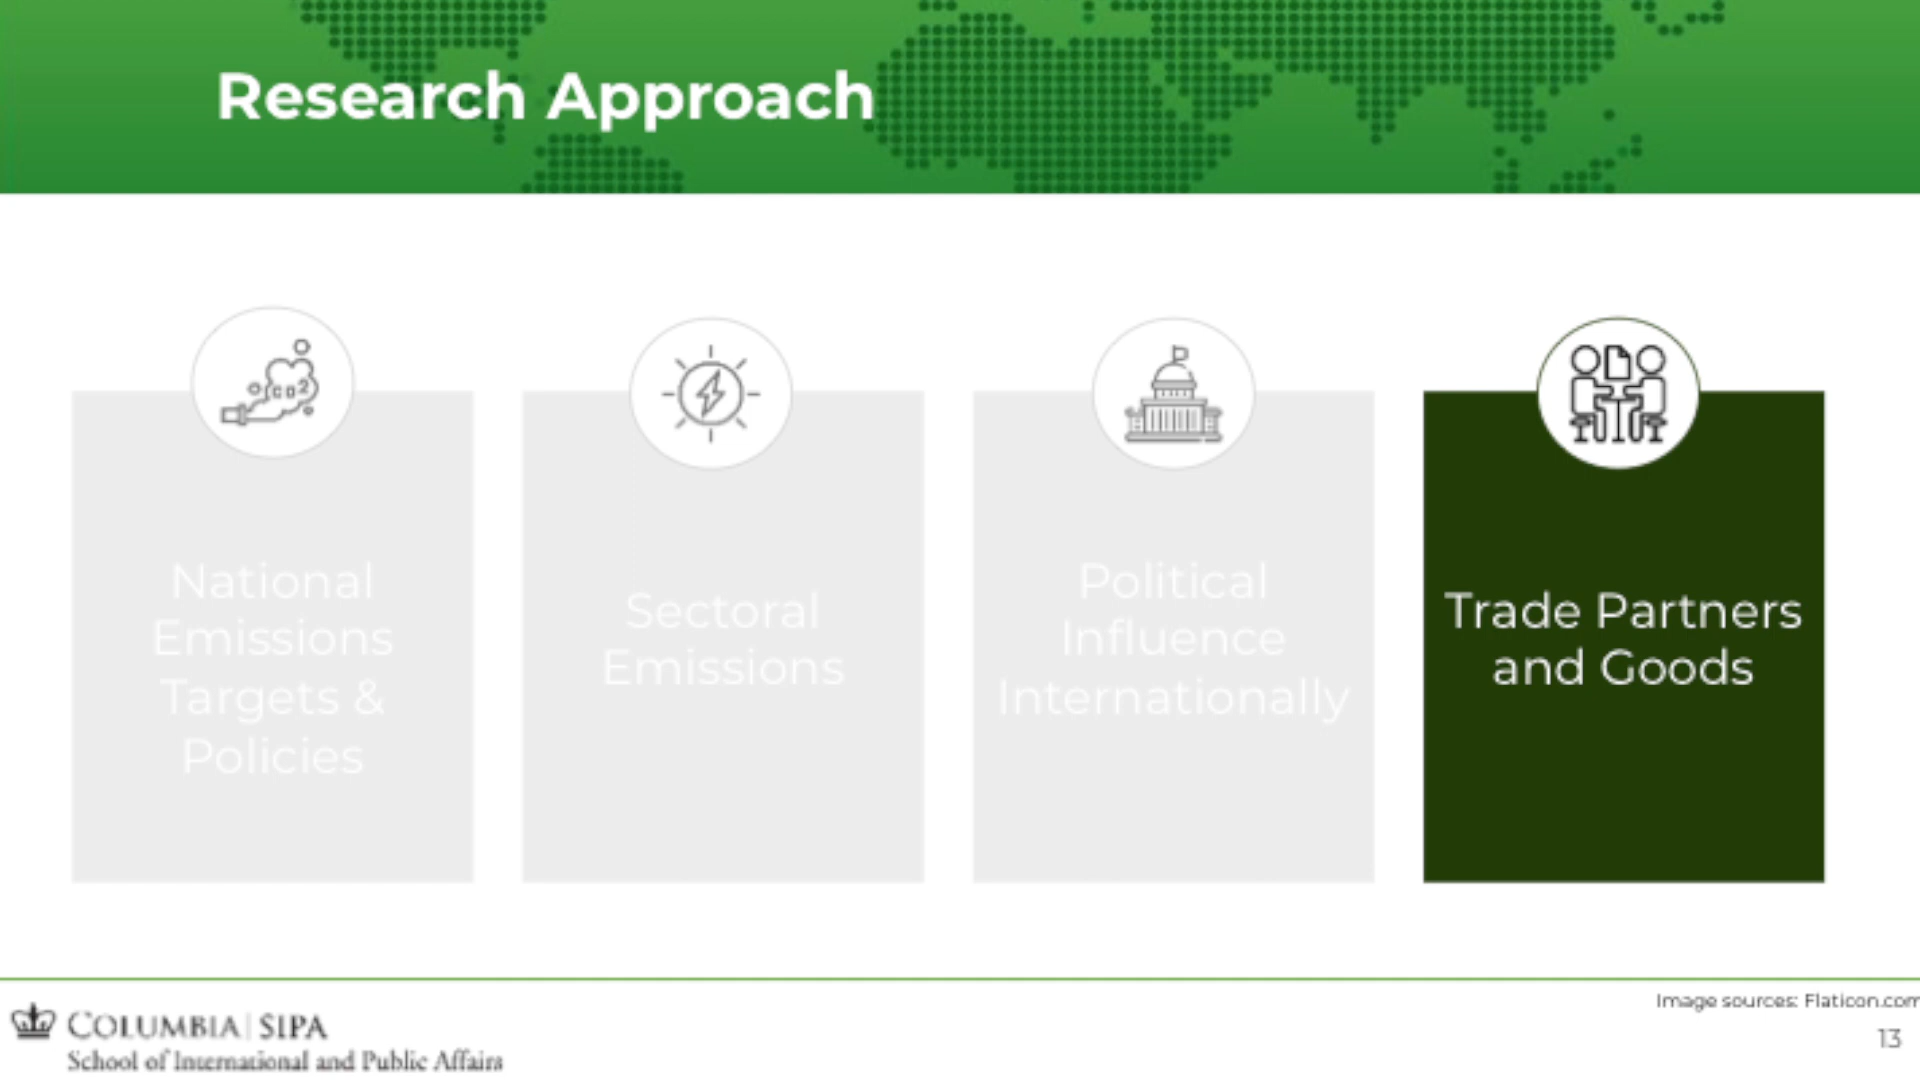 Research Approach
CO2
National
Emissions
Targets &
Policies
Sectoral
Emissions
Political
Influence
Internationally
Trade Partners
and Goods
Image sources: Flaticon.com
COLUMBIA | SIPA
School of International and Public Affairs
13